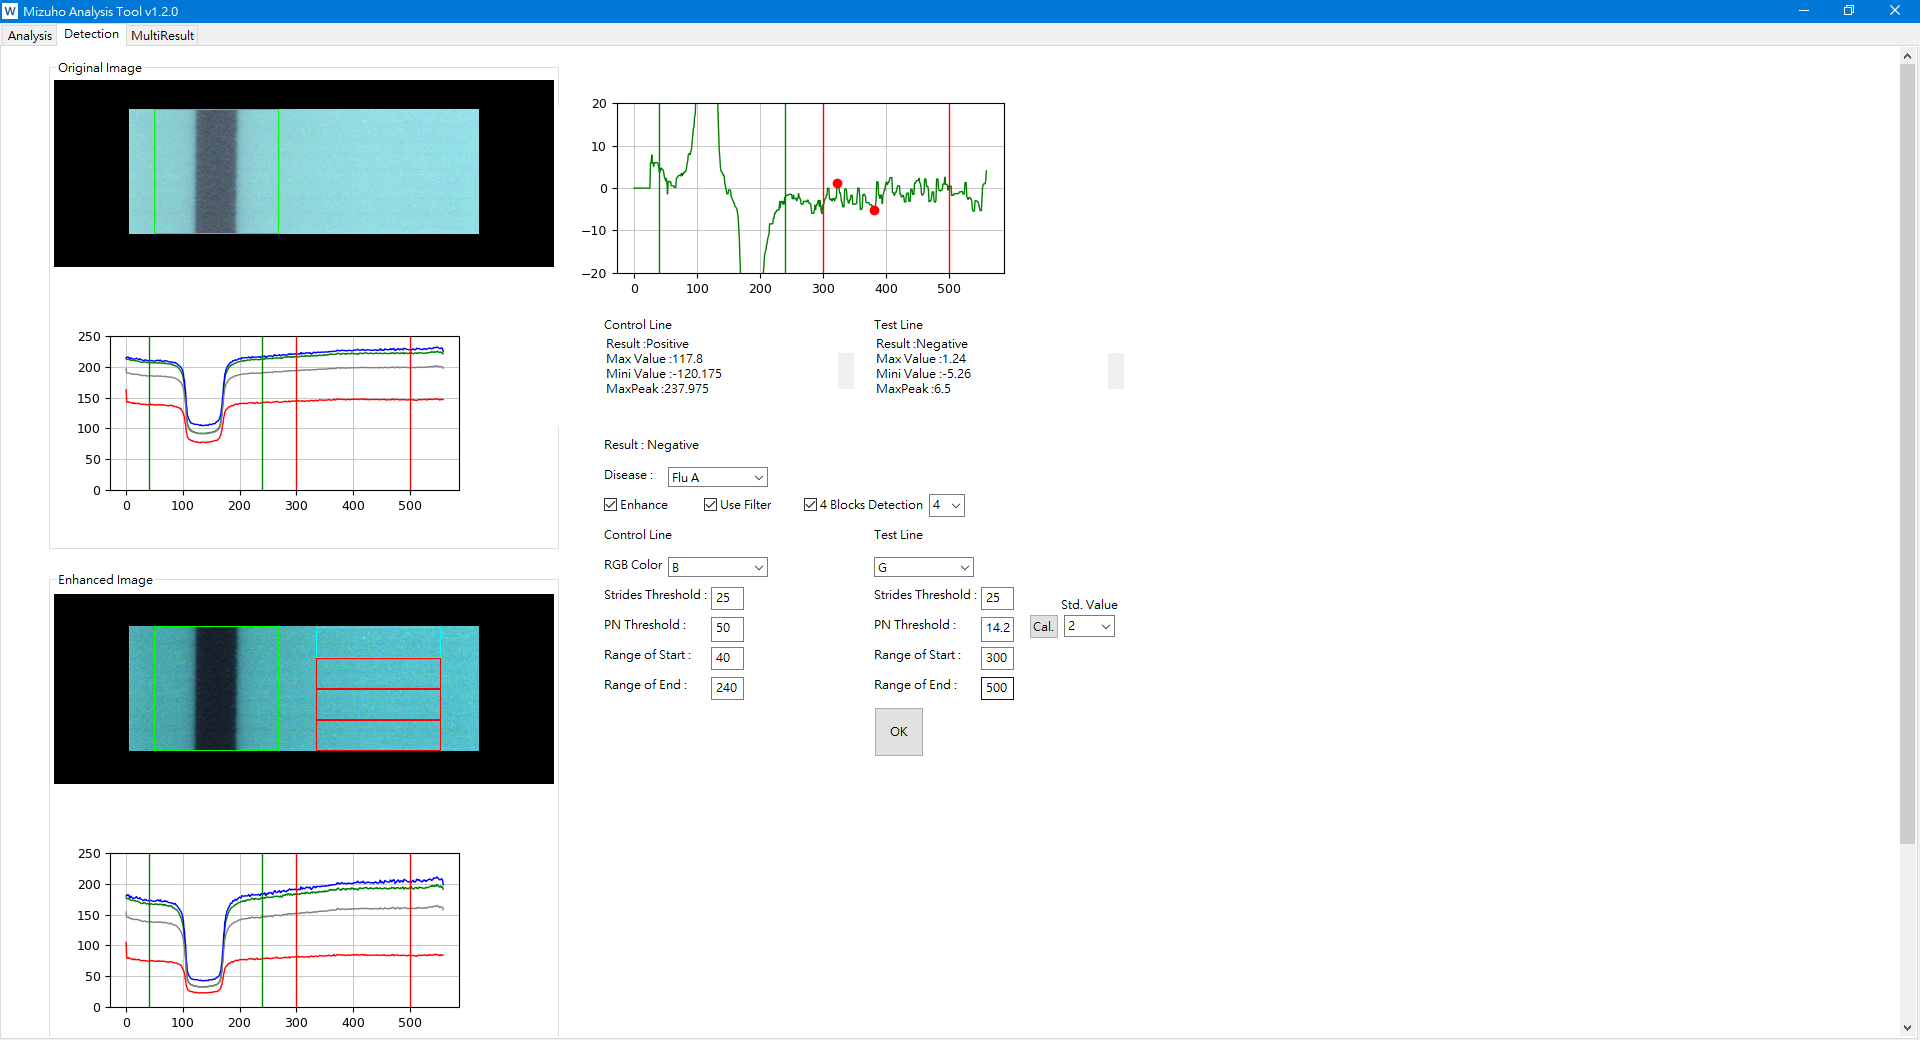 W Mizuho Analysis Tool v1.2.0
Analysis Detection MultiResult
Original Image
250
200
150
100
50
0
0 100 200 300 400 500
Enhanced Image
250
200
150
100
50
0
0 100 200 300 400 500
20
10
0
−10
−20
0 100 200 300 400 500
Control Line
Result :Positive
Max Value :117.8
Mini Value :-120.175
MaxPeak :237.975
Test Line
Result :Negative
Max Value :1.24
Mini Value :-5.26
MaxPeak :6.5
Result : Negative
Disease : Flu A
Enhance Use Filter 4 Blocks Detection 4
Control Line Test Line
RGB Color B G
Strides Threshold : 25 Strides Threshold : 25
Std. Value
PN Threshold : 50 PN Threshold : 14.2 Cal. 2
Range of Start : 40 Range of Start : 300
Range of End : 240 Range of End : 500
OK